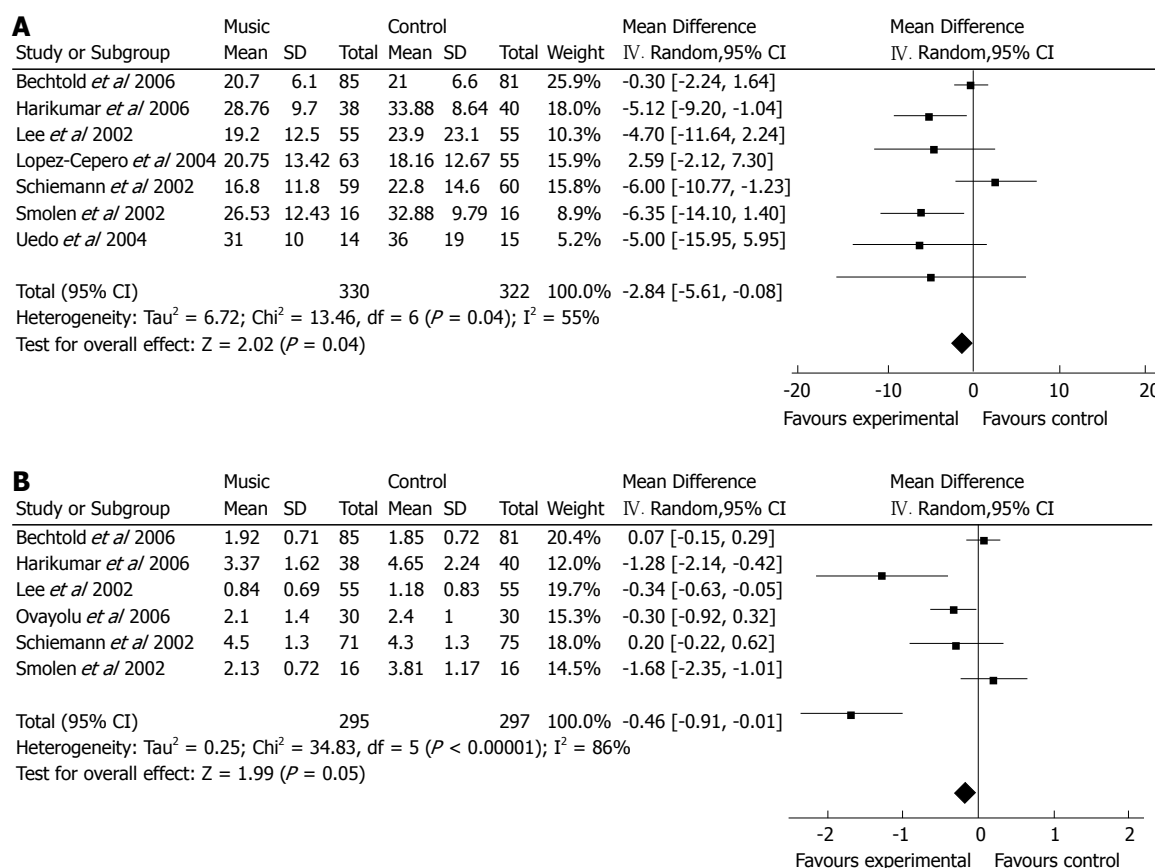 A
Music Control Mean Difference Mean Difference
Study or Subgroup Mean SD Total Mean SD Total Weight IV. Random,95% CI IV. Random,95% CI
Bechtold et al 2006 20.7 6.1 85 21 6.6 81 25.9% -0.30 [-2.24, 1.64]
Harikumar et al 2006 28.76 9.7 38 33.88 8.64 40 18.0% -5.12 [-9.20, -1.04]
Lee et al 2002 19.2 12.5 55 23.9 23.1 55 10.3% -4.70 [-11.64, 2.24]
Lopez-Cepero et al 2004 20.75 13.42 63 18.16 12.67 55 15.9% 2.59 [-2.12, 7.30]
Schiemann et al 2002 16.8 11.8 59 22.8 14.6 60 15.8% -6.00 [-10.77, -1.23]
Smolen et al 2002 26.53 12.43 16 32.88 9.79 16 8.9% -6.35 [-14.10, 1.40]
Uedo et al 2004 31 10 14 36 19 15 5.2% -5.00 [-15.95, 5.95]
Total (95% CI) 330 322 100.0% -2.84 [-5.61, -0.08]
Heterogeneity: Tau² = 6.72; Chi² = 13.46, df = 6 (P = 0.04); I² = 55%
Test for overall effect: Z = 2.02 (P = 0.04)
-20 -10 0 10 20
Favours experimental Favours control
B
Music Control Mean Difference Mean Difference
Study or Subgroup Mean SD Total Mean SD Total Weight IV. Random,95% CI IV. Random,95% CI
Bechtold et al 2006 1.92 0.71 85 1.85 0.72 81 20.4% 0.07 [-0.15, 0.29]
Harikumar et al 2006 3.37 1.62 38 4.65 2.24 40 12.0% -1.28 [-2.14, -0.42]
Lee et al 2002 0.84 0.69 55 1.18 0.83 55 19.7% -0.34 [-0.63, -0.05]
Ovayolu et al 2006 2.1 1.4 30 2.4 1 30 15.3% -0.30 [-0.92, 0.32]
Schiemann et al 2002 4.5 1.3 71 4.3 1.3 75 18.0% 0.20 [-0.22, 0.62]
Smolen et al 2002 2.13 0.72 16 3.81 1.17 16 14.5% -1.68 [-2.35, -1.01]
Total (95% CI) 295 297 100.0% -0.46 [-0.91, -0.01]
Heterogeneity: Tau² = 0.25; Chi² = 34.83, df = 5 (P < 0.00001); I² = 86%
Test for overall effect: Z = 1.99 (P = 0.05)
-2 -1 0 1 2
Favours experimental Favours control